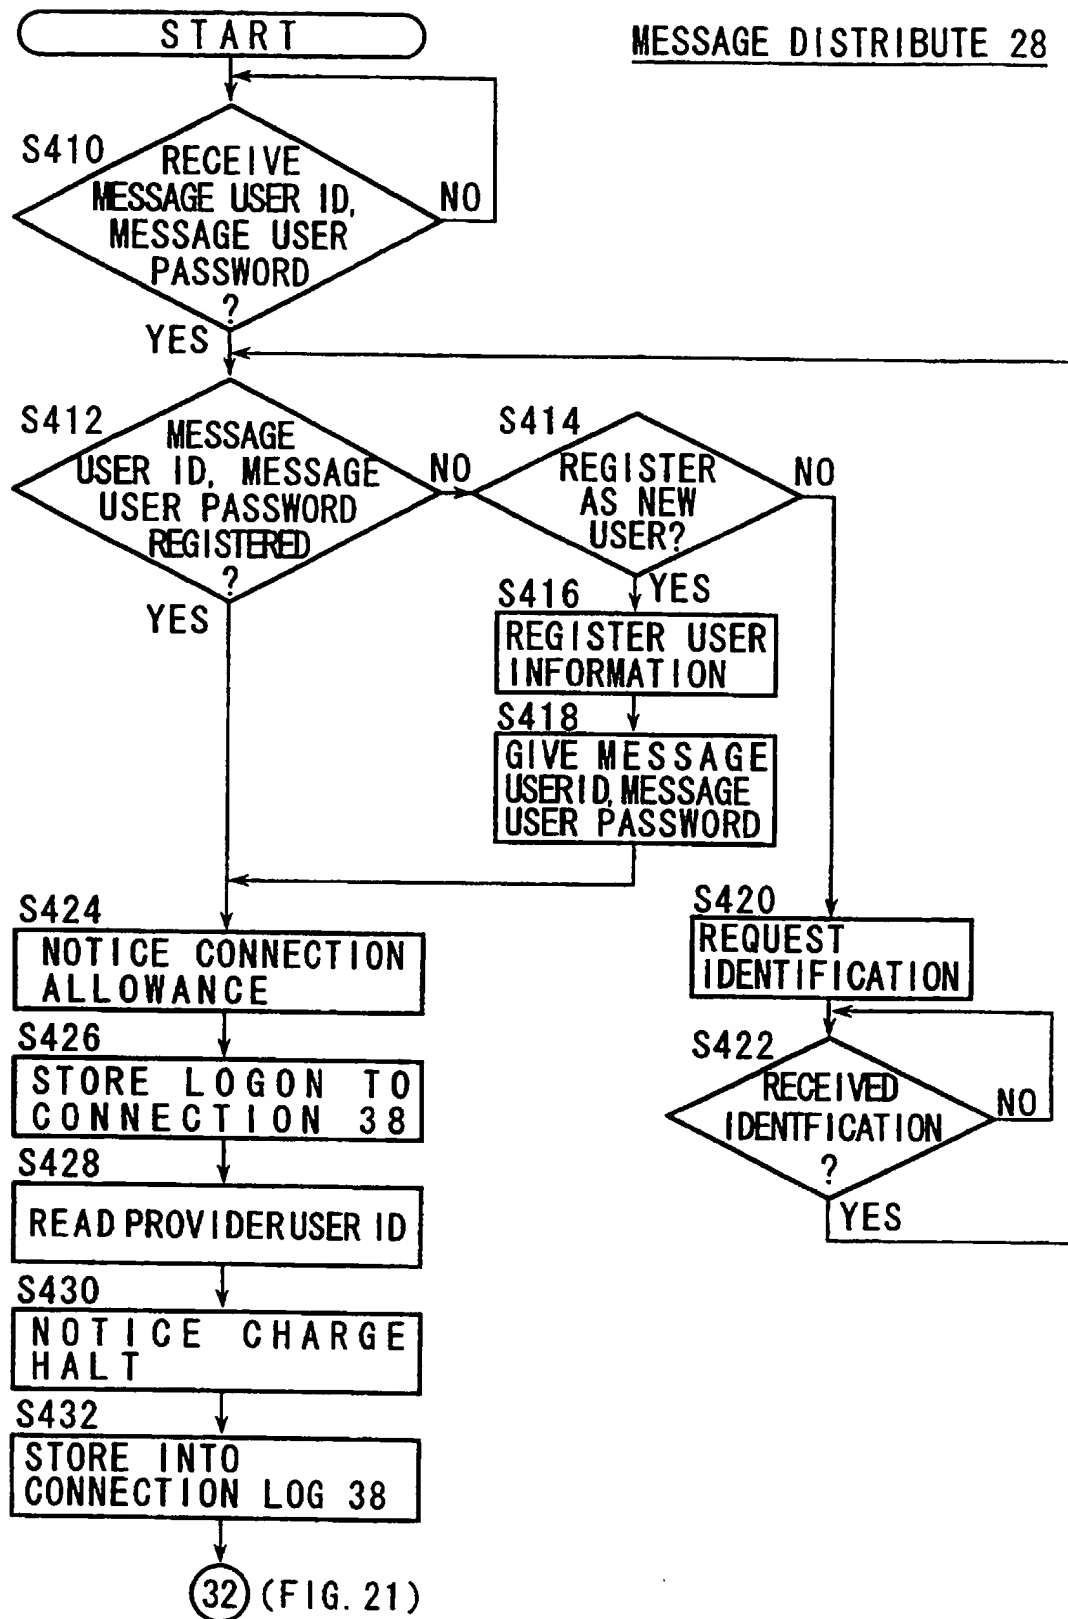 START
MESSAGE DISTRIBUTE 28
S410
RECEIVE
MESSAGE USER ID,
MESSAGE USER
PASSWORD
?
NO
YES
S412
MESSAGE
USER ID, MESSAGE
USER PASSWORD
REGISTERED
?
NO
YES
S414
REGISTER
AS NEW
USER?
NO
YES
S416
REGISTER USER
INFORMATION
S418
GIVE MESSAGE
USERID, MESSAGE
USER PASSWORD
S420
REQUEST
IDENTIFICATION
S422
RECEIVED
IDENTFICATION
?
NO
YES
S424
NOTICE CONNECTION
ALLOWANCE
S426
STORE LOGON TO
CONNECTION 38
S428
READ PROVIDER USER ID
S430
NOTICE CHARGE
HALT
S432
STORE INTO
CONNECTION LOG 38
32 (FIG. 21)